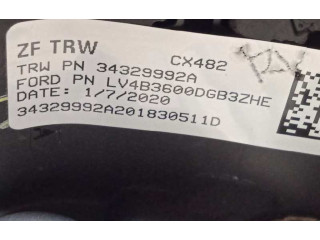 ZF TRW CX482
TRW PN 34329992A
FORD PN LV4B3600DGB3ZHE
DATE: 1/7/2020
34329992A201830511D